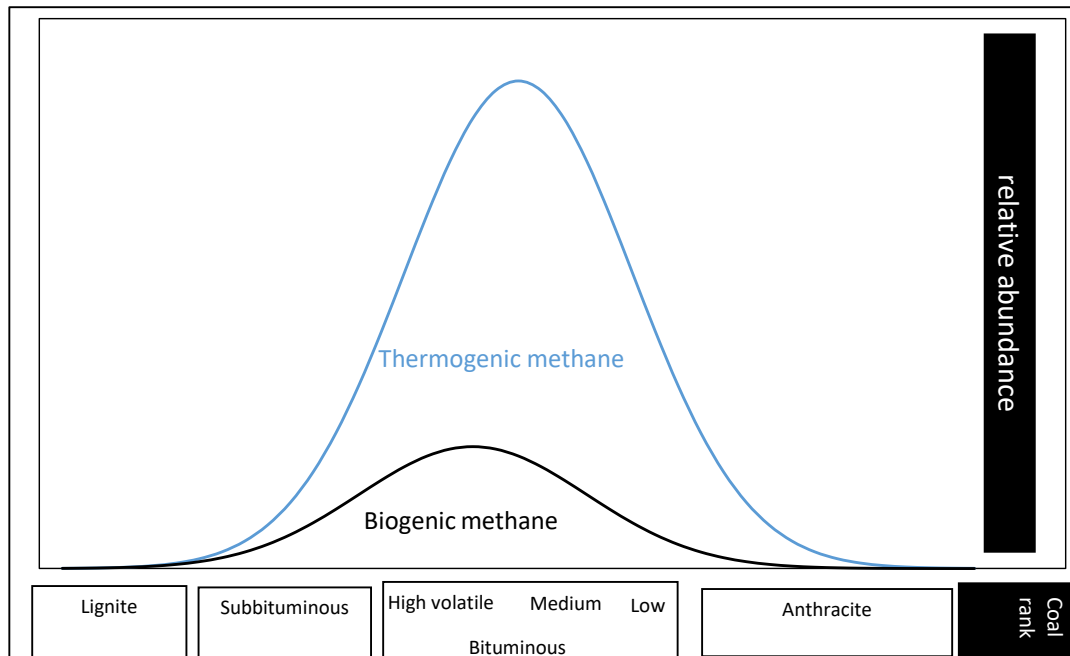 relative abundance
Thermogenic methane
Biogenic methane
Lignite
Subbituminous
High volatile Medium Low
Bituminous
Anthracite
Coal
rank